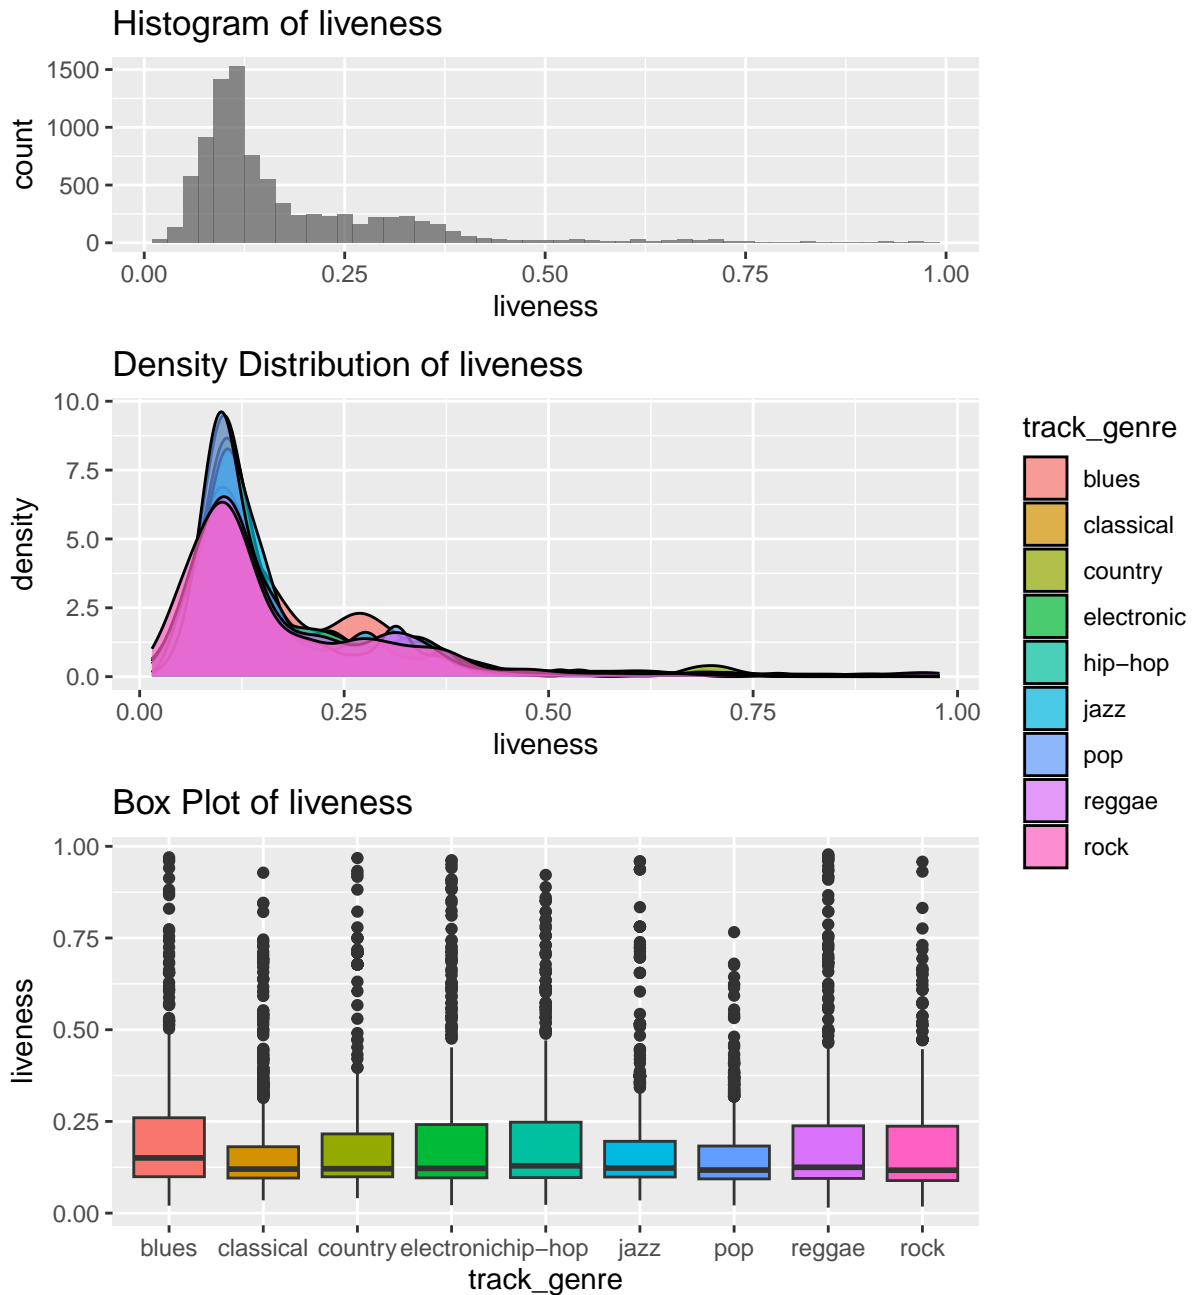 Histogram of liveness
1500
1000
500
0
count
0.00 0.25 0.50 0.75 1.00
liveness
Density Distribution of liveness
10.0
7.5
5.0
2.5
0.0
density
0.00 0.25 0.50 0.75 1.00
liveness
track_genre
blues
classical
country
electronic
hip−hop
jazz
pop
reggae
rock
Box Plot of liveness
1.00
0.75
0.50
0.25
0.00
liveness
blues classical country electronic hip−hop jazz pop reggae rock
track_genre